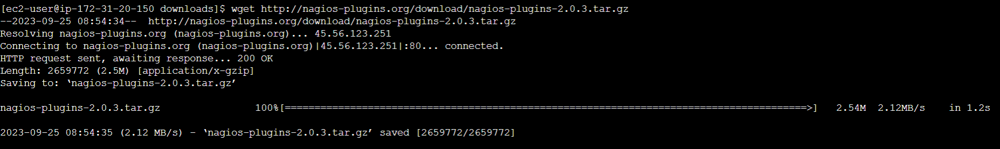 [ec2-user@ip-172-31-20-150 downloads]$ wget http://nagios-plugins.org/download/nagios-plugins-2.0.3.tar.gz
--2023-09-25 08:54:34--  http://nagios-plugins.org/download/nagios-plugins-2.0.3.tar.gz
Resolving nagios-plugins.org (nagios-plugins.org)... 45.56.123.251
Connecting to nagios-plugins.org (nagios-plugins.org)|45.56.123.251|:80... connected.
HTTP request sent, awaiting response... 200 OK
Length: 2659772 (2.5M) [application/x-gzip]
Saving to: ‘nagios-plugins-2.0.3.tar.gz’
nagios-plugins-2.0.3.tar.gz                100%[========================================================================================>]   2.54M  2.12MB/s    in 1.2s
2023-09-25 08:54:35 (2.12 MB/s) - ‘nagios-plugins-2.0.3.tar.gz’ saved [2659772/2659772]